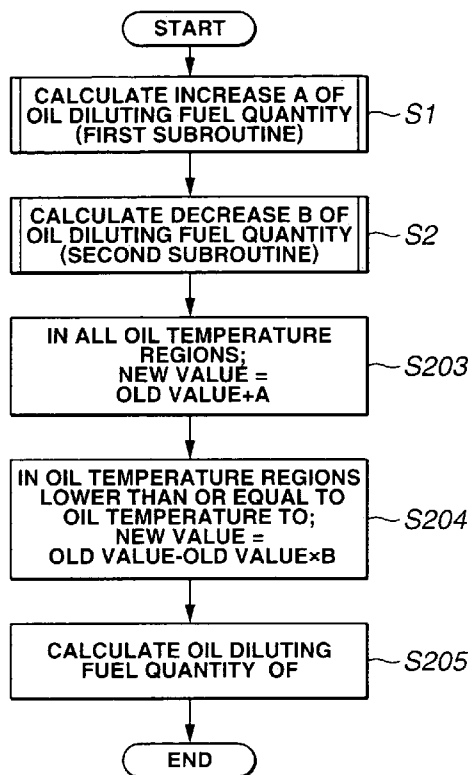 START
CALCULATE INCREASE A OF
OIL DILUTING FUEL QUANTITY
(FIRST SUBROUTINE)
S1
CALCULATE DECREASE B OF
OIL DILUTING FUEL QUANTITY
(SECOND SUBROUTINE)
S2
IN ALL OIL TEMPERATURE
REGIONS;
NEW VALUE =
OLD VALUE+A
S203
IN OIL TEMPERATURE REGIONS
LOWER THAN OR EQUAL TO
OIL TEMPERATURE TO;
NEW VALUE =
OLD VALUE-OLD VALUE×B
S204
CALCULATE OIL DILUTING
FUEL QUANTITY OF
S205
END